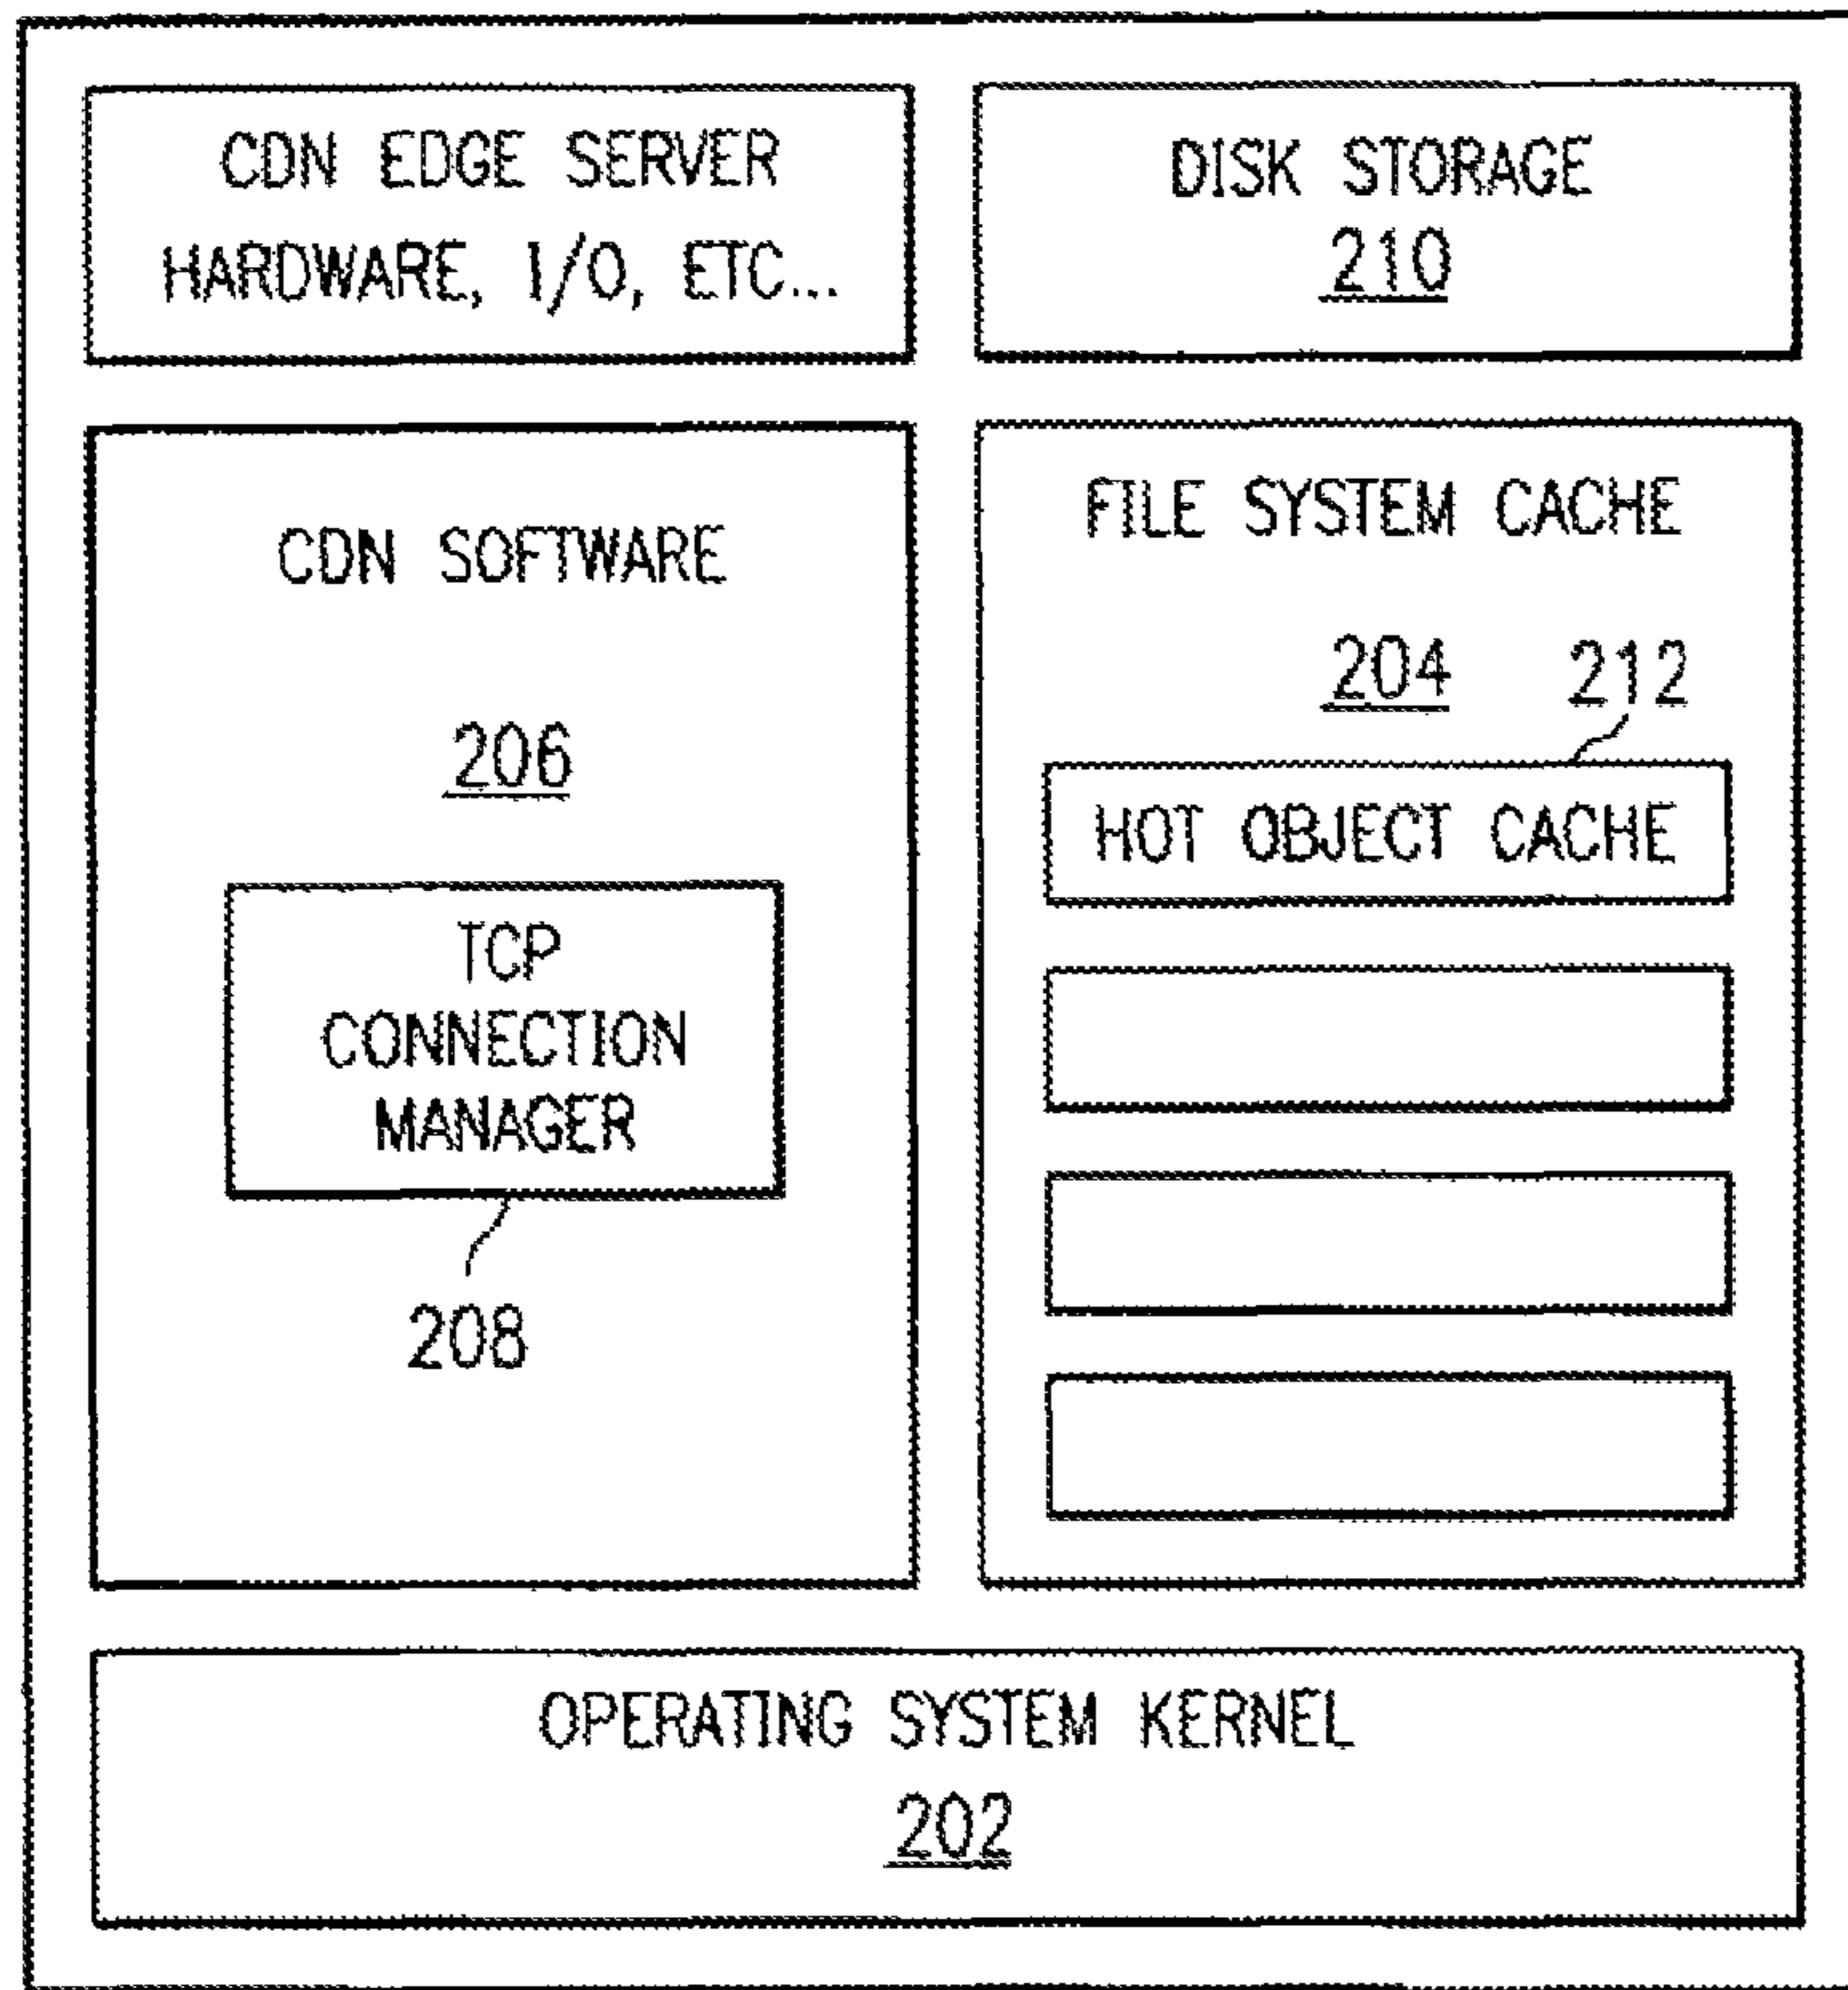 CDN EDGE SERVER
HARDWARE, I/O, ETC...
DISK STORAGE
210
CDN SOFTWARE
206
TCP
CONNECTION
MANAGER
208
FILE SYSTEM CACHE
204 212
HOT OBJECT CACHE
OPERATING SYSTEM KERNEL
202